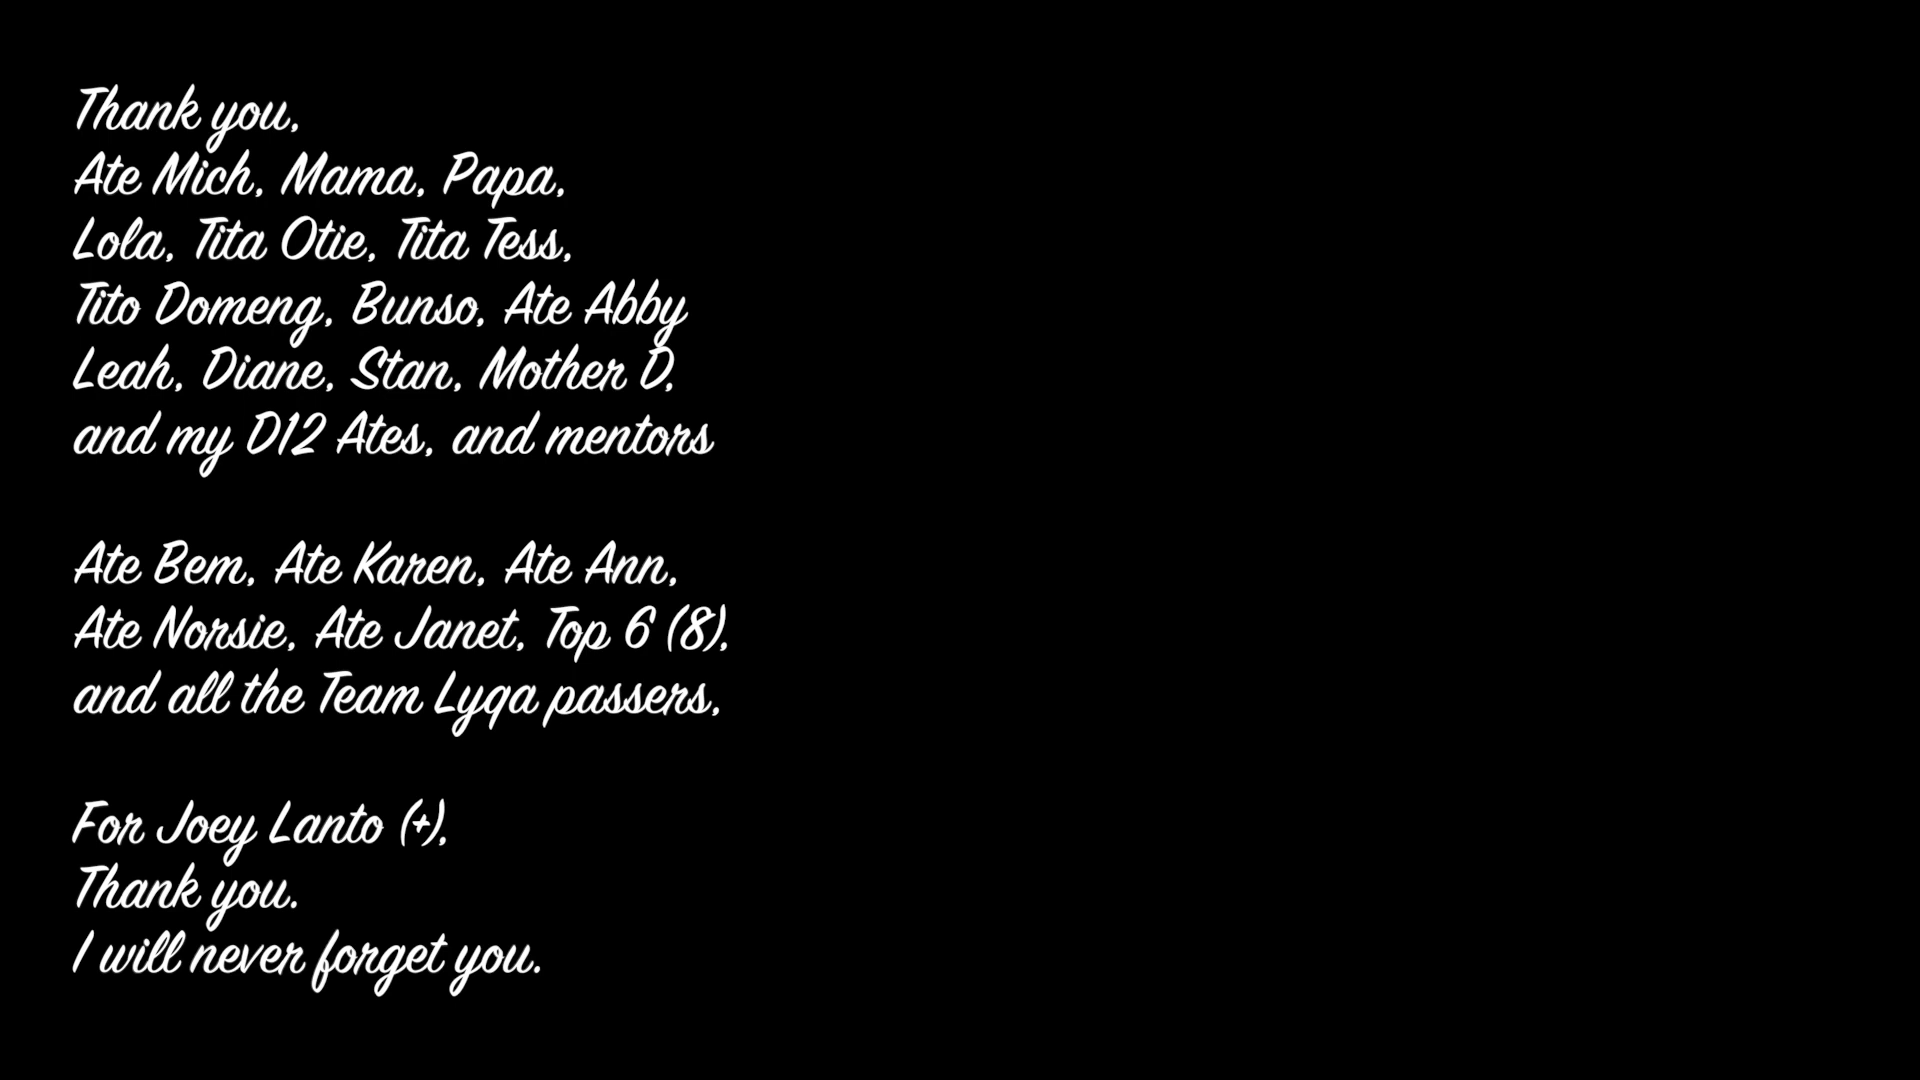 Thank you,
Ate Mich, Mama, Papa,
Lola, Tita Otie, Tita Tess,
Tito Domeng, Bunso, Ate Abby
Leah, Diane, Stan, Mother D,
and my D12 Ates, and mentors
Ate Bem, Ate Karen, Ate Ann,
Ate Norsie, Ate Janet, Top 6 (8),
and all the Team Lyqa passers,
For Joey Lanto (+),
Thank you.
I will never forget you.